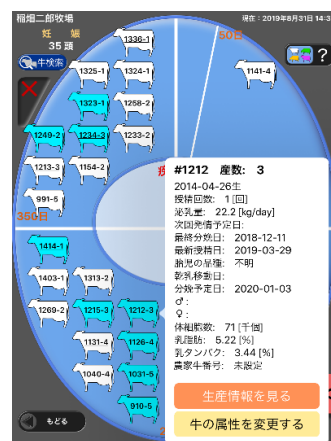 稲畑二郎牧場
現在：2019年8月31日 14:3
妊 娠
35 頭
牛検索
50日
?
1336-1
1325-1
1324-1
1141-4
1323-1
1258-2
1249-2
1234-3
1233-2
1213-3
1154-2
991-5
350日
1414-1
1403-1
1313-2
1269-2
1215-3
1212-3
1131-4
1126-4
1040-4
1031-5
910-5
もどる
#1212 産数： 3
2014-04-26生
授精回数： 1 [回]
泌乳量： 22.2 [kg/day]
次回発情予定日：
最終分娩日： 2018-12-11
最新授精日： 2019-03-29
胎児の品種： 不明
乾乳移動日：
分娩予定日： 2020-01-03
♂：
♀：
体細胞数： 71 [千個]
乳脂肪： 5.22 [%]
乳タンパク： 3.44 [%]
農家牛番号： 未設定
生産情報を見る
牛の属性を変更する